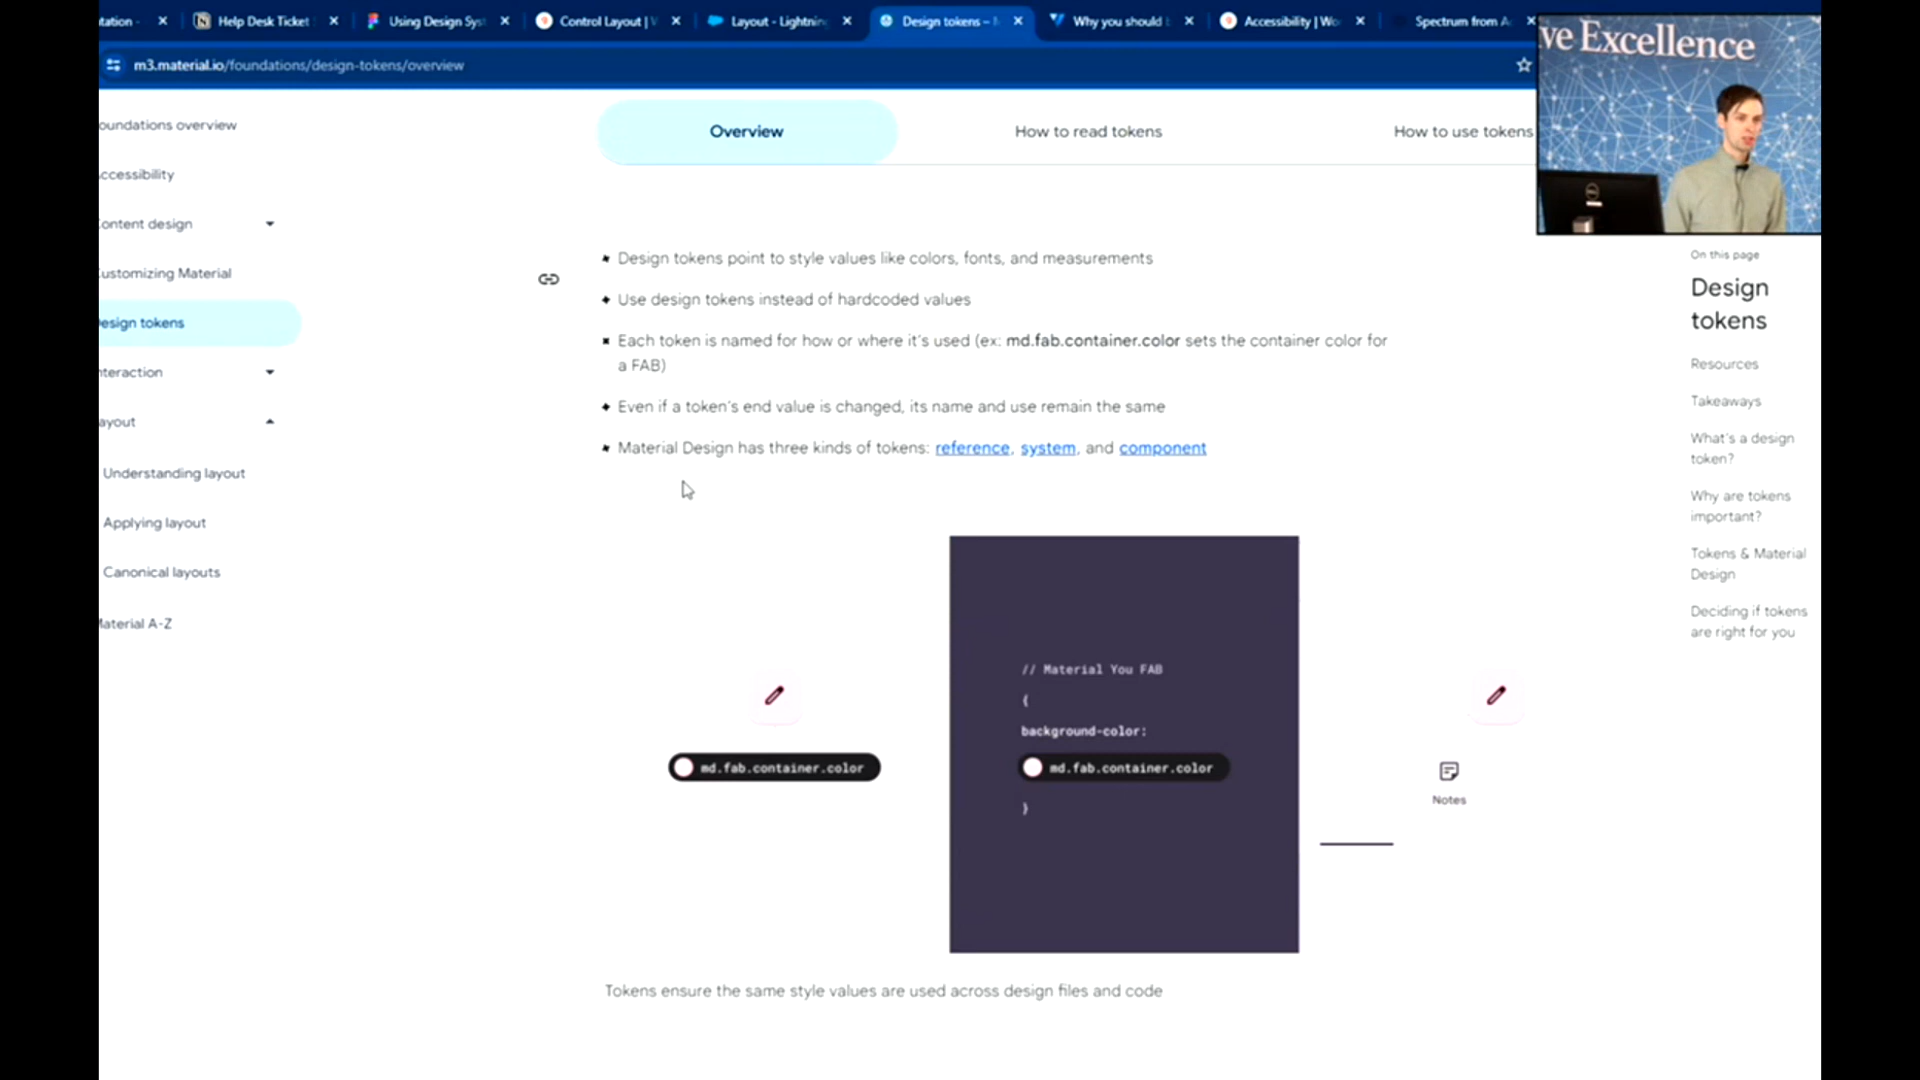 tation -
Help Desk Ticket
Using Design Sys
Control Layout |
Layout - Lightning
Design tokens –
Why you should
Accessibility | Wo
Spectrum from A
m3.material.io/foundations/design-tokens/overview
ve Excellence
oundations overview
ccessibility
ontent design
ustomizing Material
esign tokens
nteraction
ayout
Understanding layout
Applying layout
Canonical layouts
Material A-Z
Overview
How to read tokens
How to use tokens
Design tokens point to style values like colors, fonts, and measurements
Use design tokens instead of hardcoded values
Each token is named for how or where it's used (ex: md.fab.container.color sets the container color for
a FAB)
Even if a token's end value is changed, its name and use remain the same
Material Design has three kinds of tokens: reference, system, and component
md.fab.container.color
// Material You FAB
{
background-color:
md.fab.container.color
}
Notes
Tokens ensure the same style values are used across design files and code
On this page
Design
tokens
Resources
Takeaways
What's a design
token?
Why are tokens
important?
Tokens & Material
Design
Deciding if tokens
are right for you